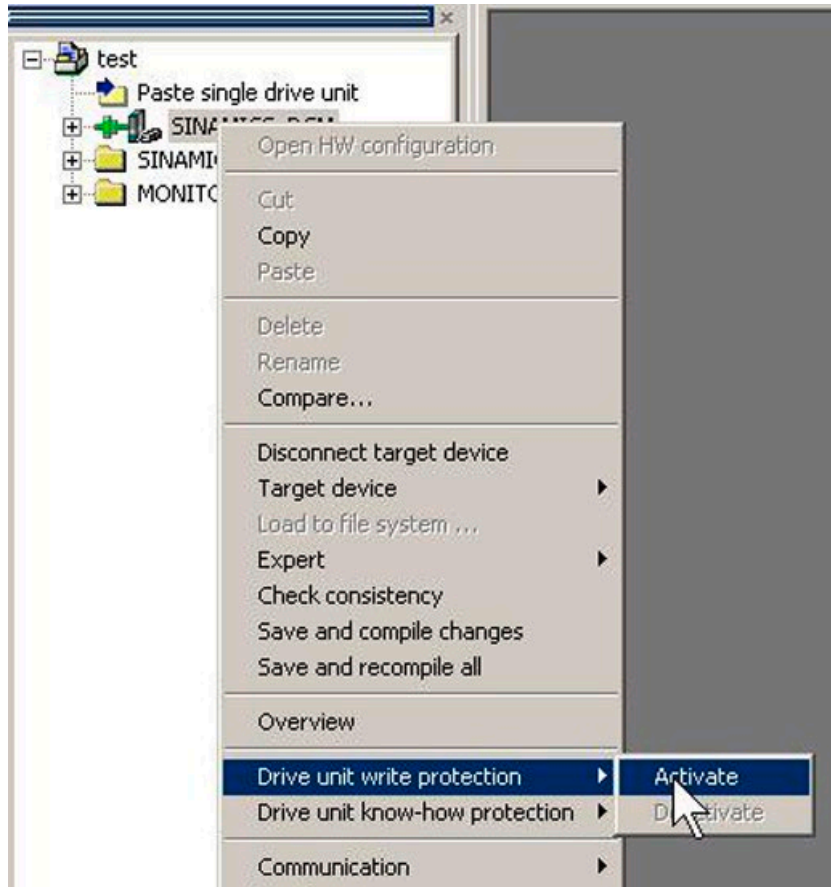 test
Paste single drive unit
SINAMICS_DCM
SINAMI
MONITO
Open HW configuration
Cut
Copy
Paste
Delete
Rename
Compare...
Disconnect target device
Target device
Load to file system ...
Expert
Check consistency
Save and compile changes
Save and recompile all
Overview
Drive unit write protection
Activate
Drive unit know-how protection
Deactivate
Communication